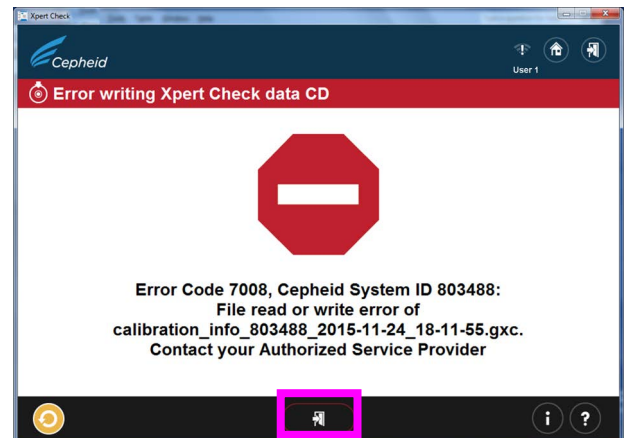 Xpert Check
Cepheid
User 1
Error writing Xpert Check data CD
Error Code 7008, Cepheid System ID 803488:
File read or write error of
calibration_info_803488_2015-11-24_18-11-55.gxc.
Contact your Authorized Service Provider
i ?